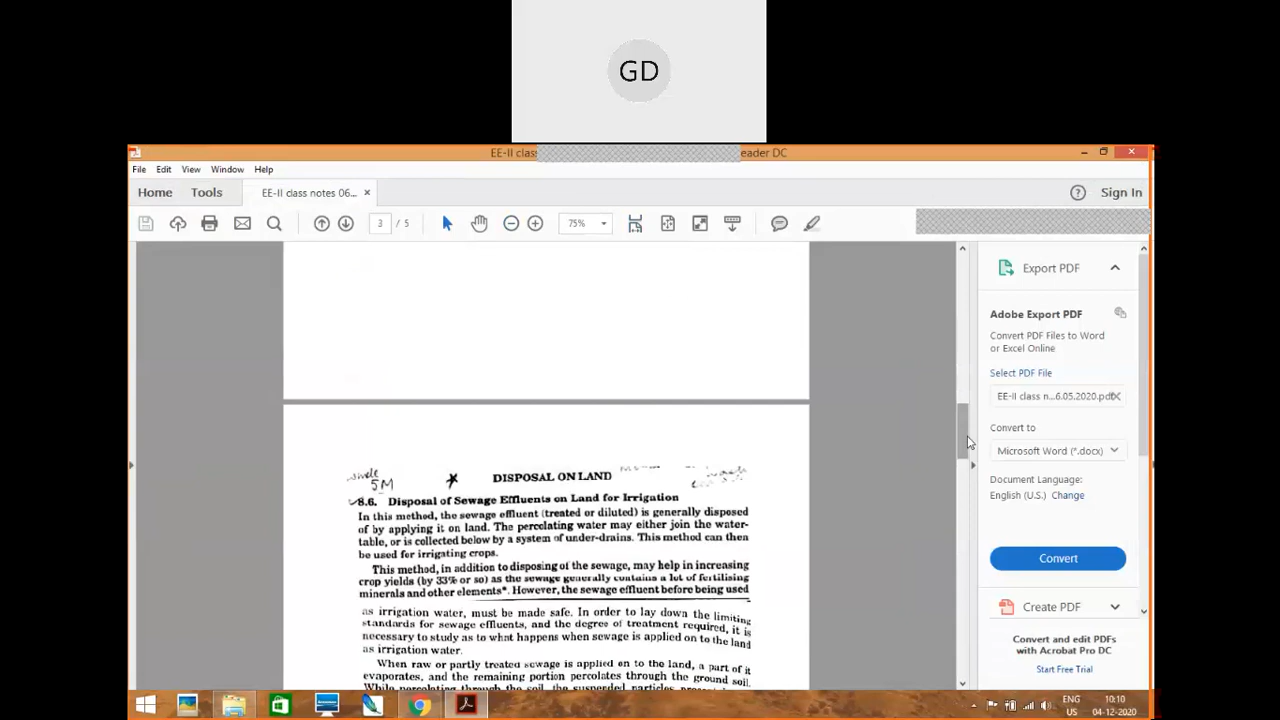 GD
EE-II clas eader DC
File Edit View Window Help
Home Tools EE-II class notes 06... × Sign In
3 / 5 75%
Export PDF
Adobe Export PDF
Convert PDF Files to Word
or Excel Online
Select PDF File
EE-II class n...6.05.2020.pdf
Convert to
Microsoft Word (*.docx)
Document Language:
English (U.S.) Change
Convert
Create PDF
Convert and edit PDFs
with Acrobat Pro DC
Start Free Trial
5M
DISPOSAL ON LAND
8.6. Disposal of Sewage Effluents on Land for Irrigation
In this method, the sewage effluent (treated or diluted) is generally disposed
of by applying it on land. The percolating water may either join the water-
table, or is collected below by a system of under-drains. This method can then
be used for irrigating crops.
This method, in addition to disposing of the sewage, may help in increasing
crop yields (by 33% or so) as the sewage generally contains a lot of fertilising
minerals and other elements*. However, the sewage effluent before being used
as irrigation water, must be made safe. In order to lay down the limiting
standards for sewage effluents, and the degree of treatment required, it is
necessary to study as to what happens when sewage is applied on to the land
as irrigation water.
When raw or partly treated sewage is applied on to the land, a part of it
evaporates, and the remaining portion percolates through the ground soil.
While percolating through the soil, the suspended particles
ENG 10:10
US 04-12-2020